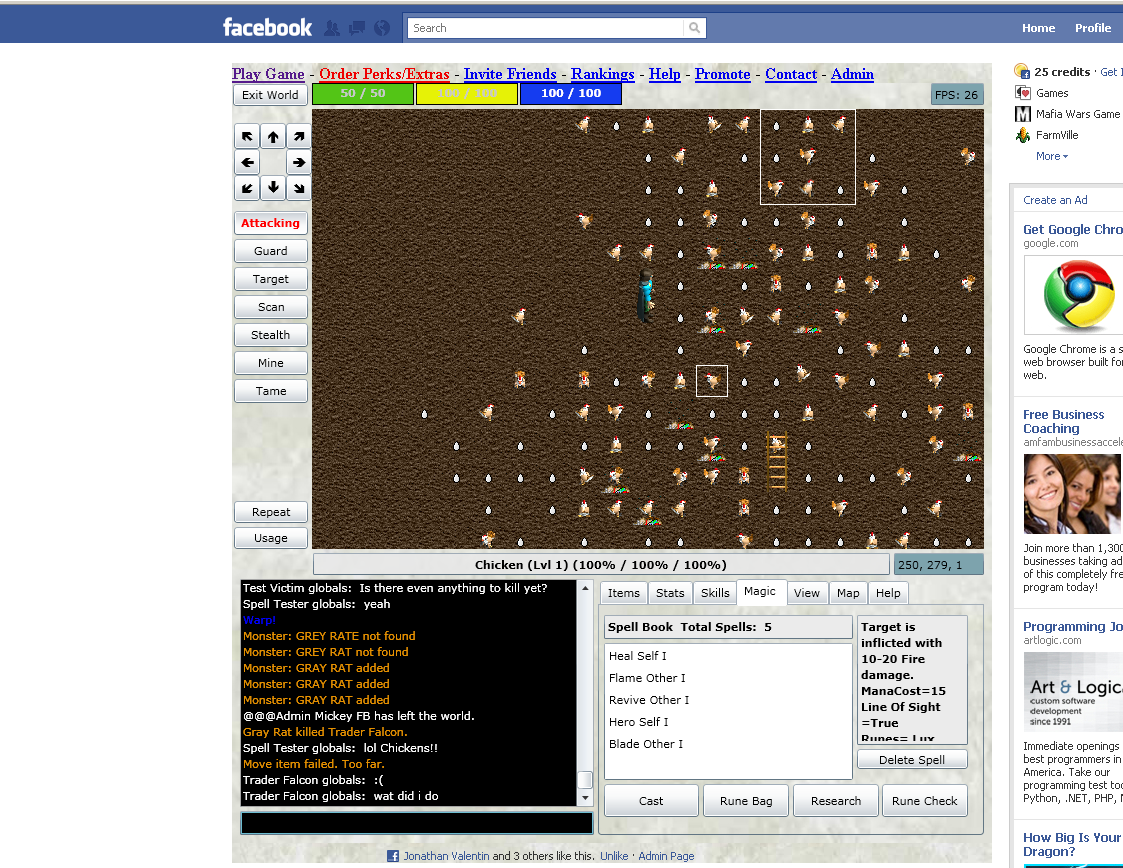 facebook
Search
Home Profile
Play Game - Order Perks/Extras - Invite Friends - Rankings - Help - Promote - Contact - Admin
Exit World
50 / 50
100 / 100
100 / 100
FPS: 26
Attacking
Guard
Target
Scan
Stealth
Mine
Tame
Repeat
Usage
Chicken (Lvl 1) (100% / 100% / 100%)
250, 279, 1
Test Victim globals: Is there even anything to kill yet?
Spell Tester globals: yeah
Warp!
Monster: GREY RATE not found
Monster: GREY RAT not found
Monster: GRAY RAT added
Monster: GRAY RAT added
Monster: GRAY RAT added
@@@Admin Mickey FB has left the world.
Gray Rat killed Trader Falcon.
Spell Tester globals: lol Chickens!!
Move item failed. Too far.
Trader Falcon globals: :(
Trader Falcon globals: wat did i do
Items Stats Skills Magic View Map Help
Spell Book Total Spells: 5
Heal Self I
Flame Other I
Revive Other I
Hero Self I
Blade Other I
Target is
inflicted with
10-20 Fire
damage.
ManaCost=15
Line Of Sight
=True
Runes= Lux
Delete Spell
Cast Rune Bag Research Rune Check
Jonathan Valentin and 3 others like this. Unlike · Admin Page
25 credits · Get
Games
Mafia Wars Game
FarmVille
More
Create an Ad
Get Google Chro
google.com
Google Chrome is a s
web browser built for
web.
Free Business
Coaching
amfambusinessaccele
Join more than 1,300
businesses taking ad
of this completely fre
program today!
Programming Jo
artlogic.com
Art & Logic
custom software
development
since 1991
Immediate openings
best programmers in
America. Take our
programming test to
Python, .NET, PHP,
How Big Is Your
Dragon?